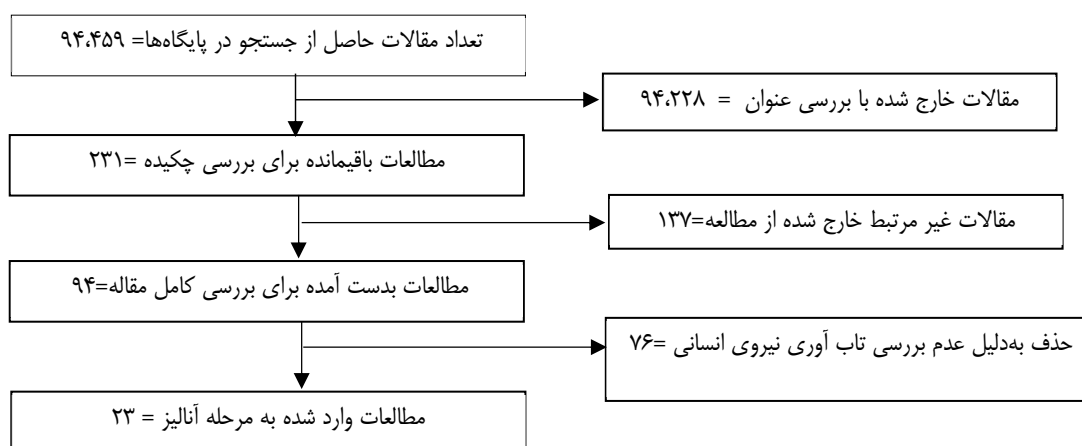 تعداد مقالات حاصل از جستجو در پایگاه‌ها= ۹۴،۴۵۹
مقالات خارج شده با بررسی عنوان = ۹۴،۲۲۸
مطالعات باقیمانده برای بررسی چکیده =۲۳۱
مقالات غیر مرتبط خارج شده از مطالعه=۱۳۷
مطالعات بدست آمده برای بررسی کامل مقاله=۹۴
حذف به‌دلیل عدم بررسی تاب آوری نیروی انسانی =۷۶
مطالعات وارد شده به مرحله آنالیز = ۲۳